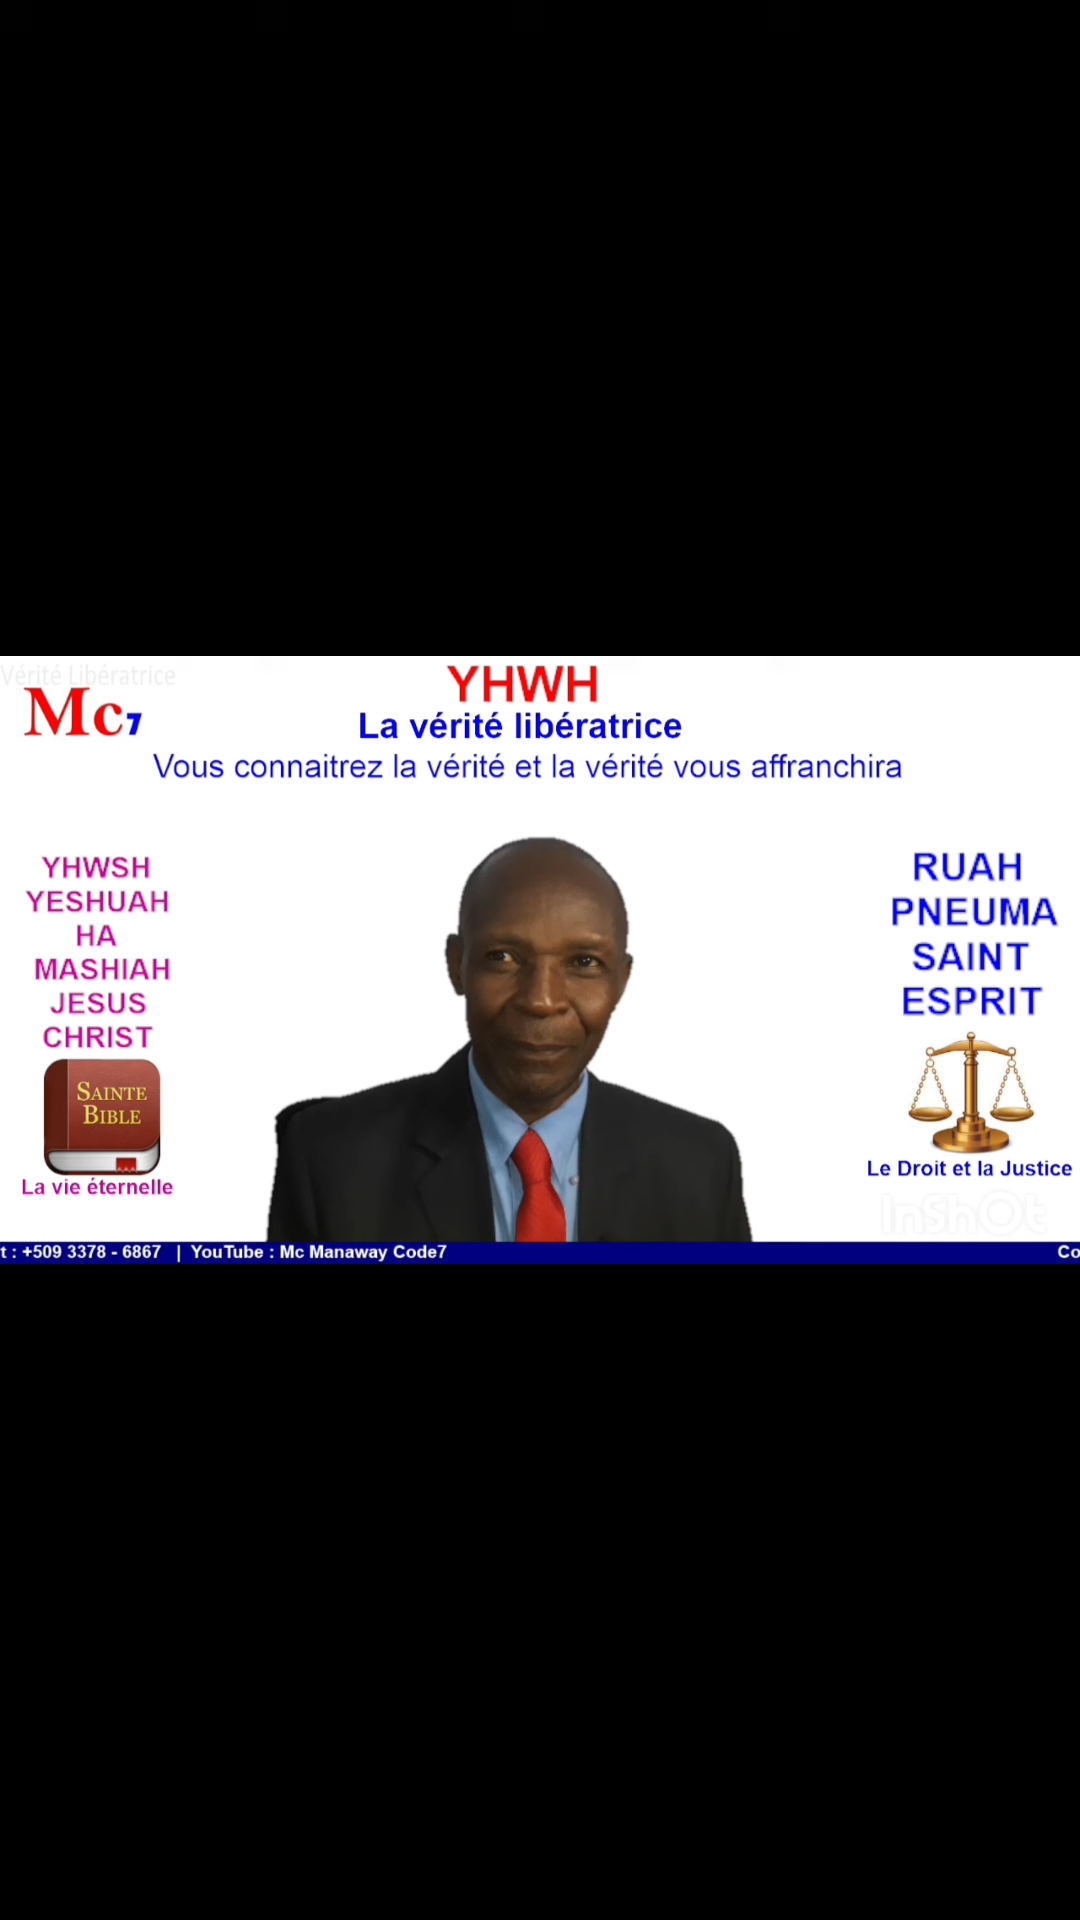 Vérité Libératrice
Mc7
YHWH
La vérité libératrice
Vous connaitrez la vérité et la vérité vous affranchira
YHWSH
YESHUAH
HA
MASHIAH
JESUS
CHRIST
SAINTE
BIBLE
La vie éternelle
RUAH
PNEUMA
SAINT
ESPRIT
Le Droit et la Justice
InShOt
t : +509 3378 - 6867 | YouTube : Mc Manaway Code7 Co